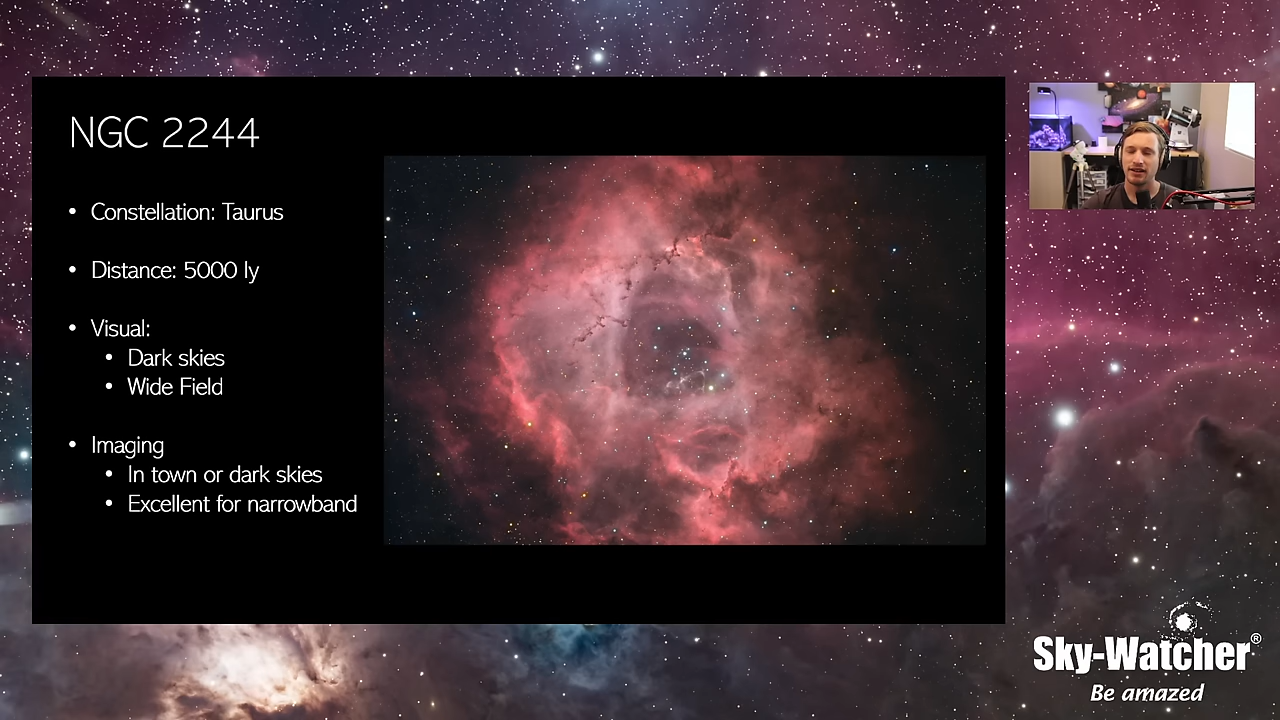 NGC 2244
• Constellation: Taurus
• Distance: 5000 ly
• Visual:
• Dark skies
• Wide Field
• Imaging
• In town or dark skies
• Excellent for narrowband
Sky-Watcher®
Be amazed